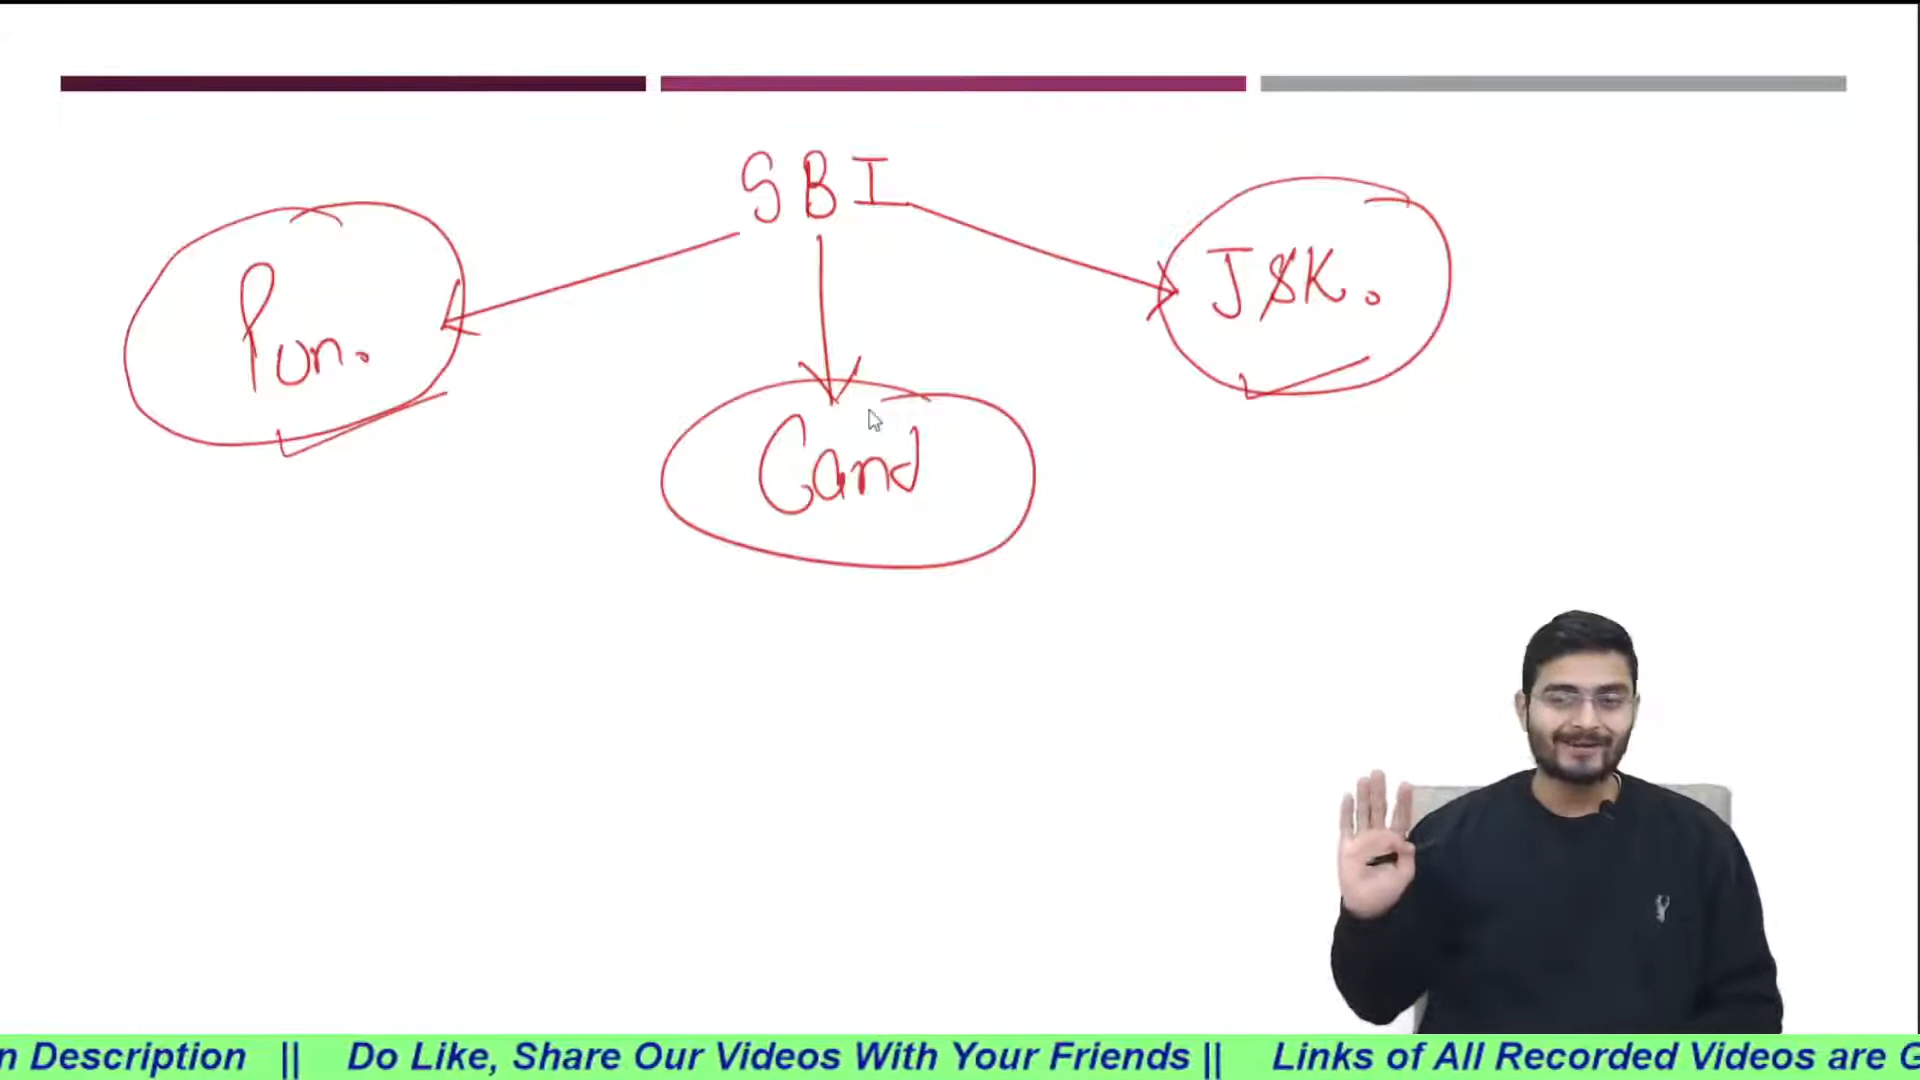 SBI
Pun.
J&K.
Cand
n Description || Do Like, Share Our Videos With Your Friends || Links of All Recorded Videos are G